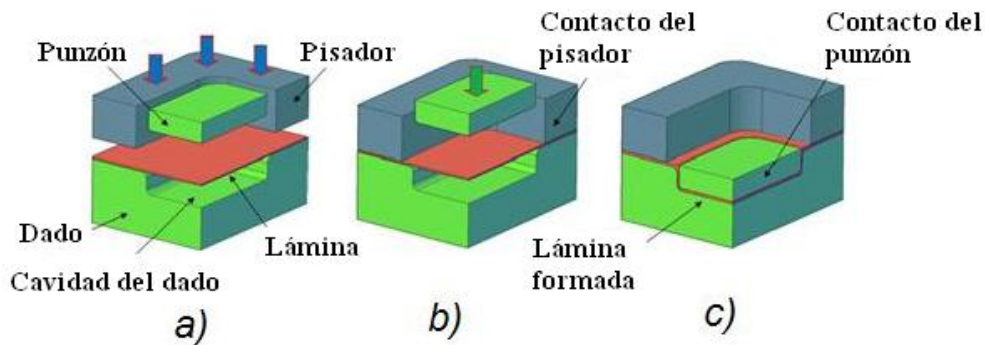 Punzón
Pisador
Contacto del
pisador
Contacto del
punzón
Dado
Lámina
Cavidad del dado
Lámina
formada
a)
b)
c)